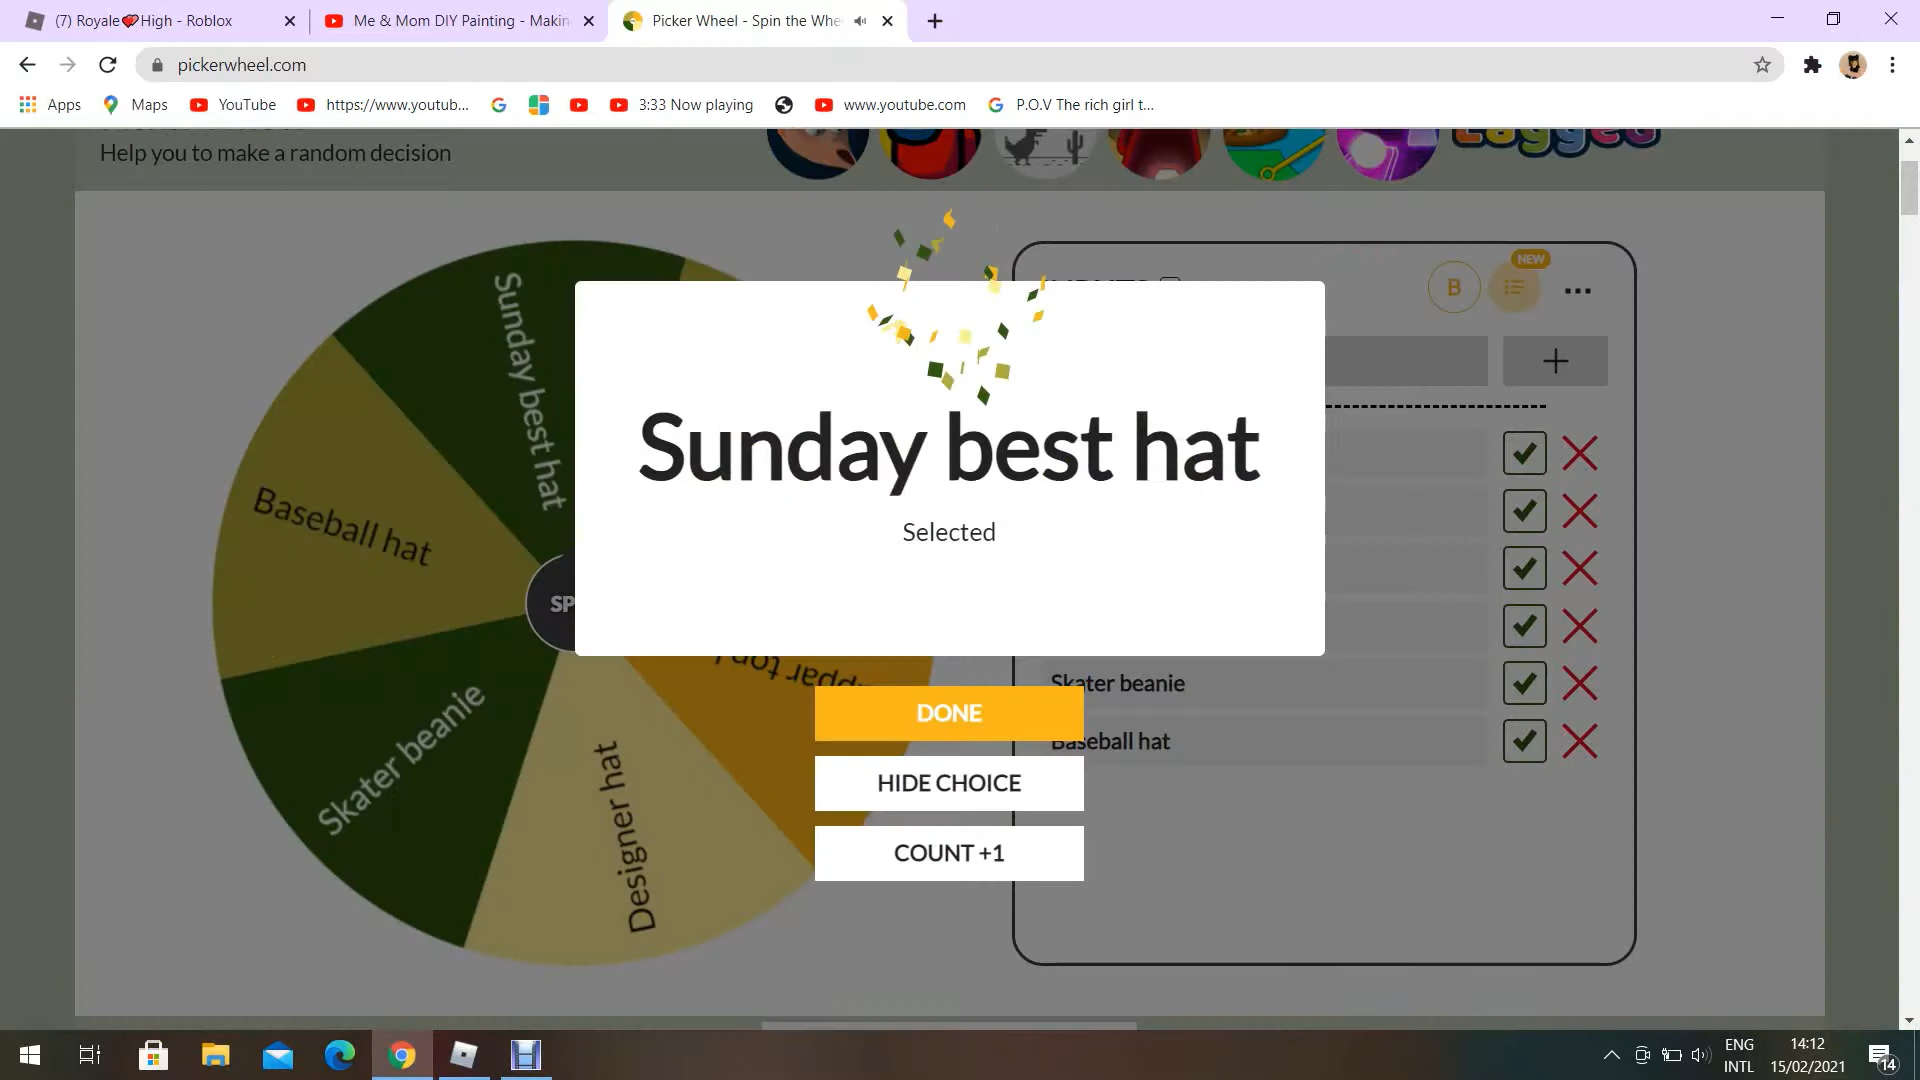 (7) Royale❤️High - Roblox
Me & Mom DIY Painting - Makin
Picker Wheel - Spin the Whe
pickerwheel.com
Apps
Maps
YouTube
https://www.youtub...
3:33 Now playing
www.youtube.com
P.O.V The rich girl t...
Help you to make a random decision
Sunday best hat
Baseball hat
Skater beanie
Designer hat
SP
NEW
B
Sunday best hat
Selected
DONE
HIDE CHOICE
COUNT +1
Skater beanie
Baseball hat
ENG
INTL
14:12
15/02/2021
14